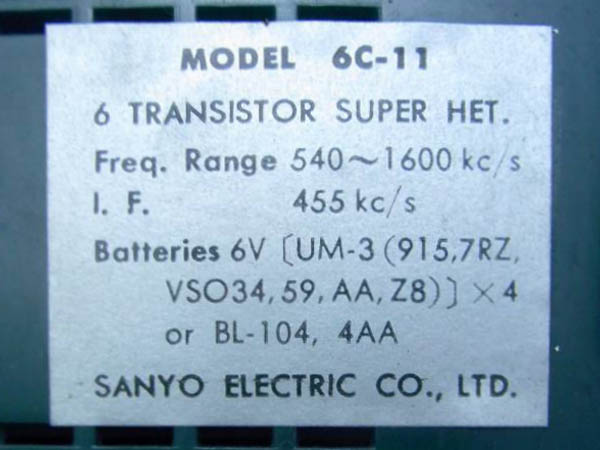 MODEL 6C-11
6 TRANSISTOR SUPER HET.
Freq. Range 540~1600 kc/s
I. F. 455 kc/s
Batteries 6V [UM-3 (915,7RZ,
VSO34, 59, AA, Z8)] × 4
or BL-104, 4AA
SANYO ELECTRIC CO., LTD.